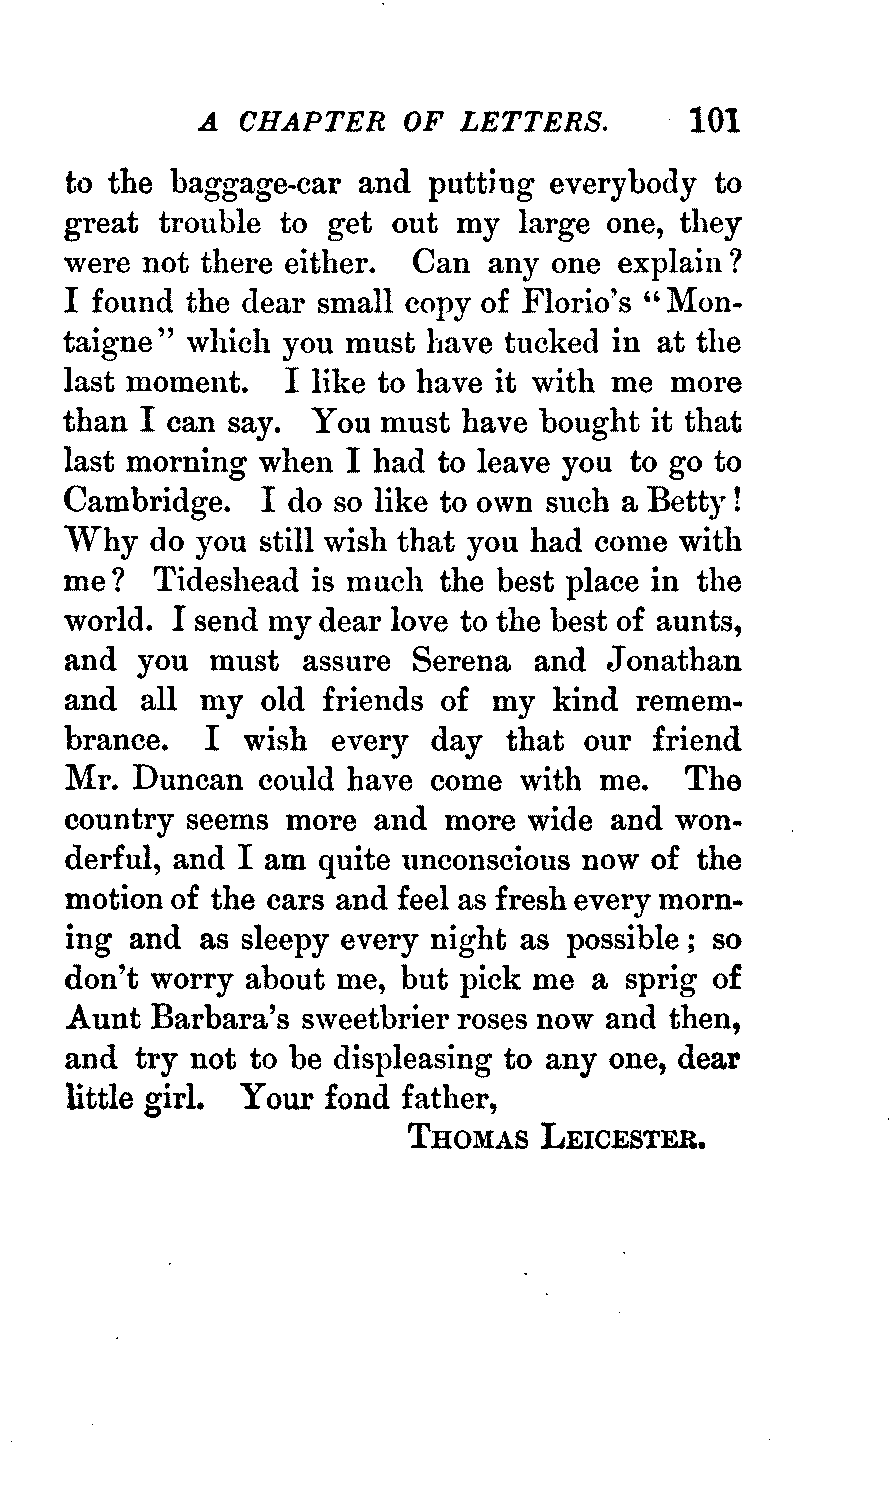 A CHAPTER OF LETTERS. 101
to the baggage-car and putting everybody to
great trouble to get out my large one, they
were not there either. Can any one explain?
I found the dear small copy of Florio's "Mon-
taigne" which you must have tucked in at the
last moment. I like to have it with me more
than I can say. You must have bought it that
last morning when I had to leave you to go to
Cambridge. I do so like to own such a Betty!
Why do you still wish that you had come with
me? Tideshead is much the best place in the
world. I send my dear love to the best of aunts,
and you must assure Serena and Jonathan
and all my old friends of my kind remem-
brance. I wish every day that our friend
Mr. Duncan could have come with me. The
country seems more and more wide and won-
derful, and I am quite unconscious now of the
motion of the cars and feel as fresh every morn-
ing and as sleepy every night as possible; so
don't worry about me, but pick me a sprig of
Aunt Barbara's sweetbrier roses now and then,
and try not to be displeasing to any one, dear
little girl. Your fond father,
THOMAS LEICESTER.